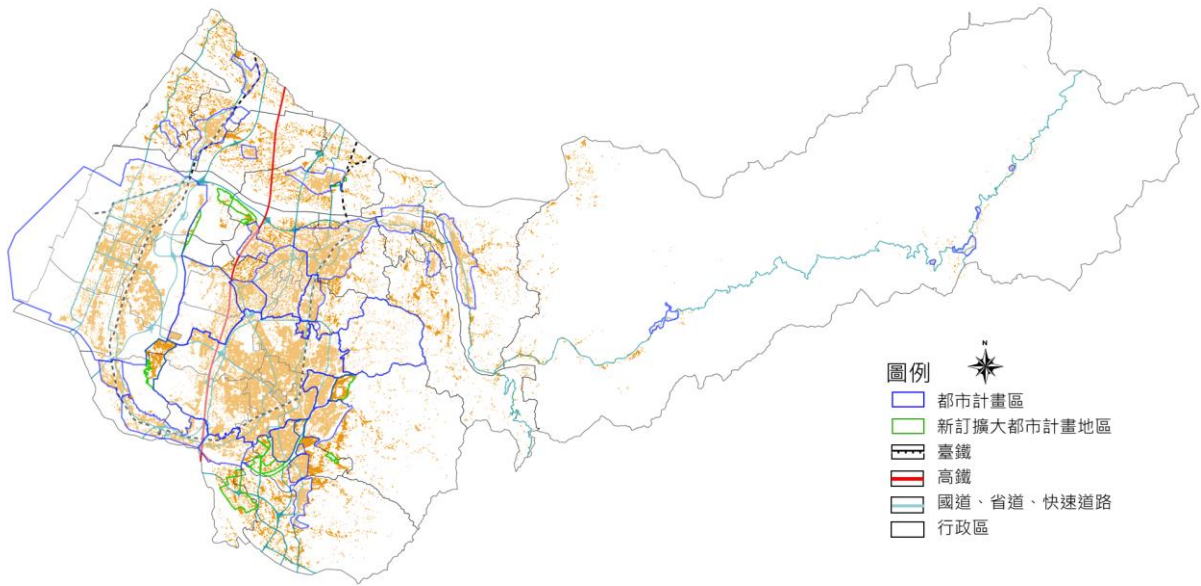 N
圖例
都市計畫區
新訂擴大都市計畫地區
臺鐵
高鐵
國道、省道、快速道路
行政區